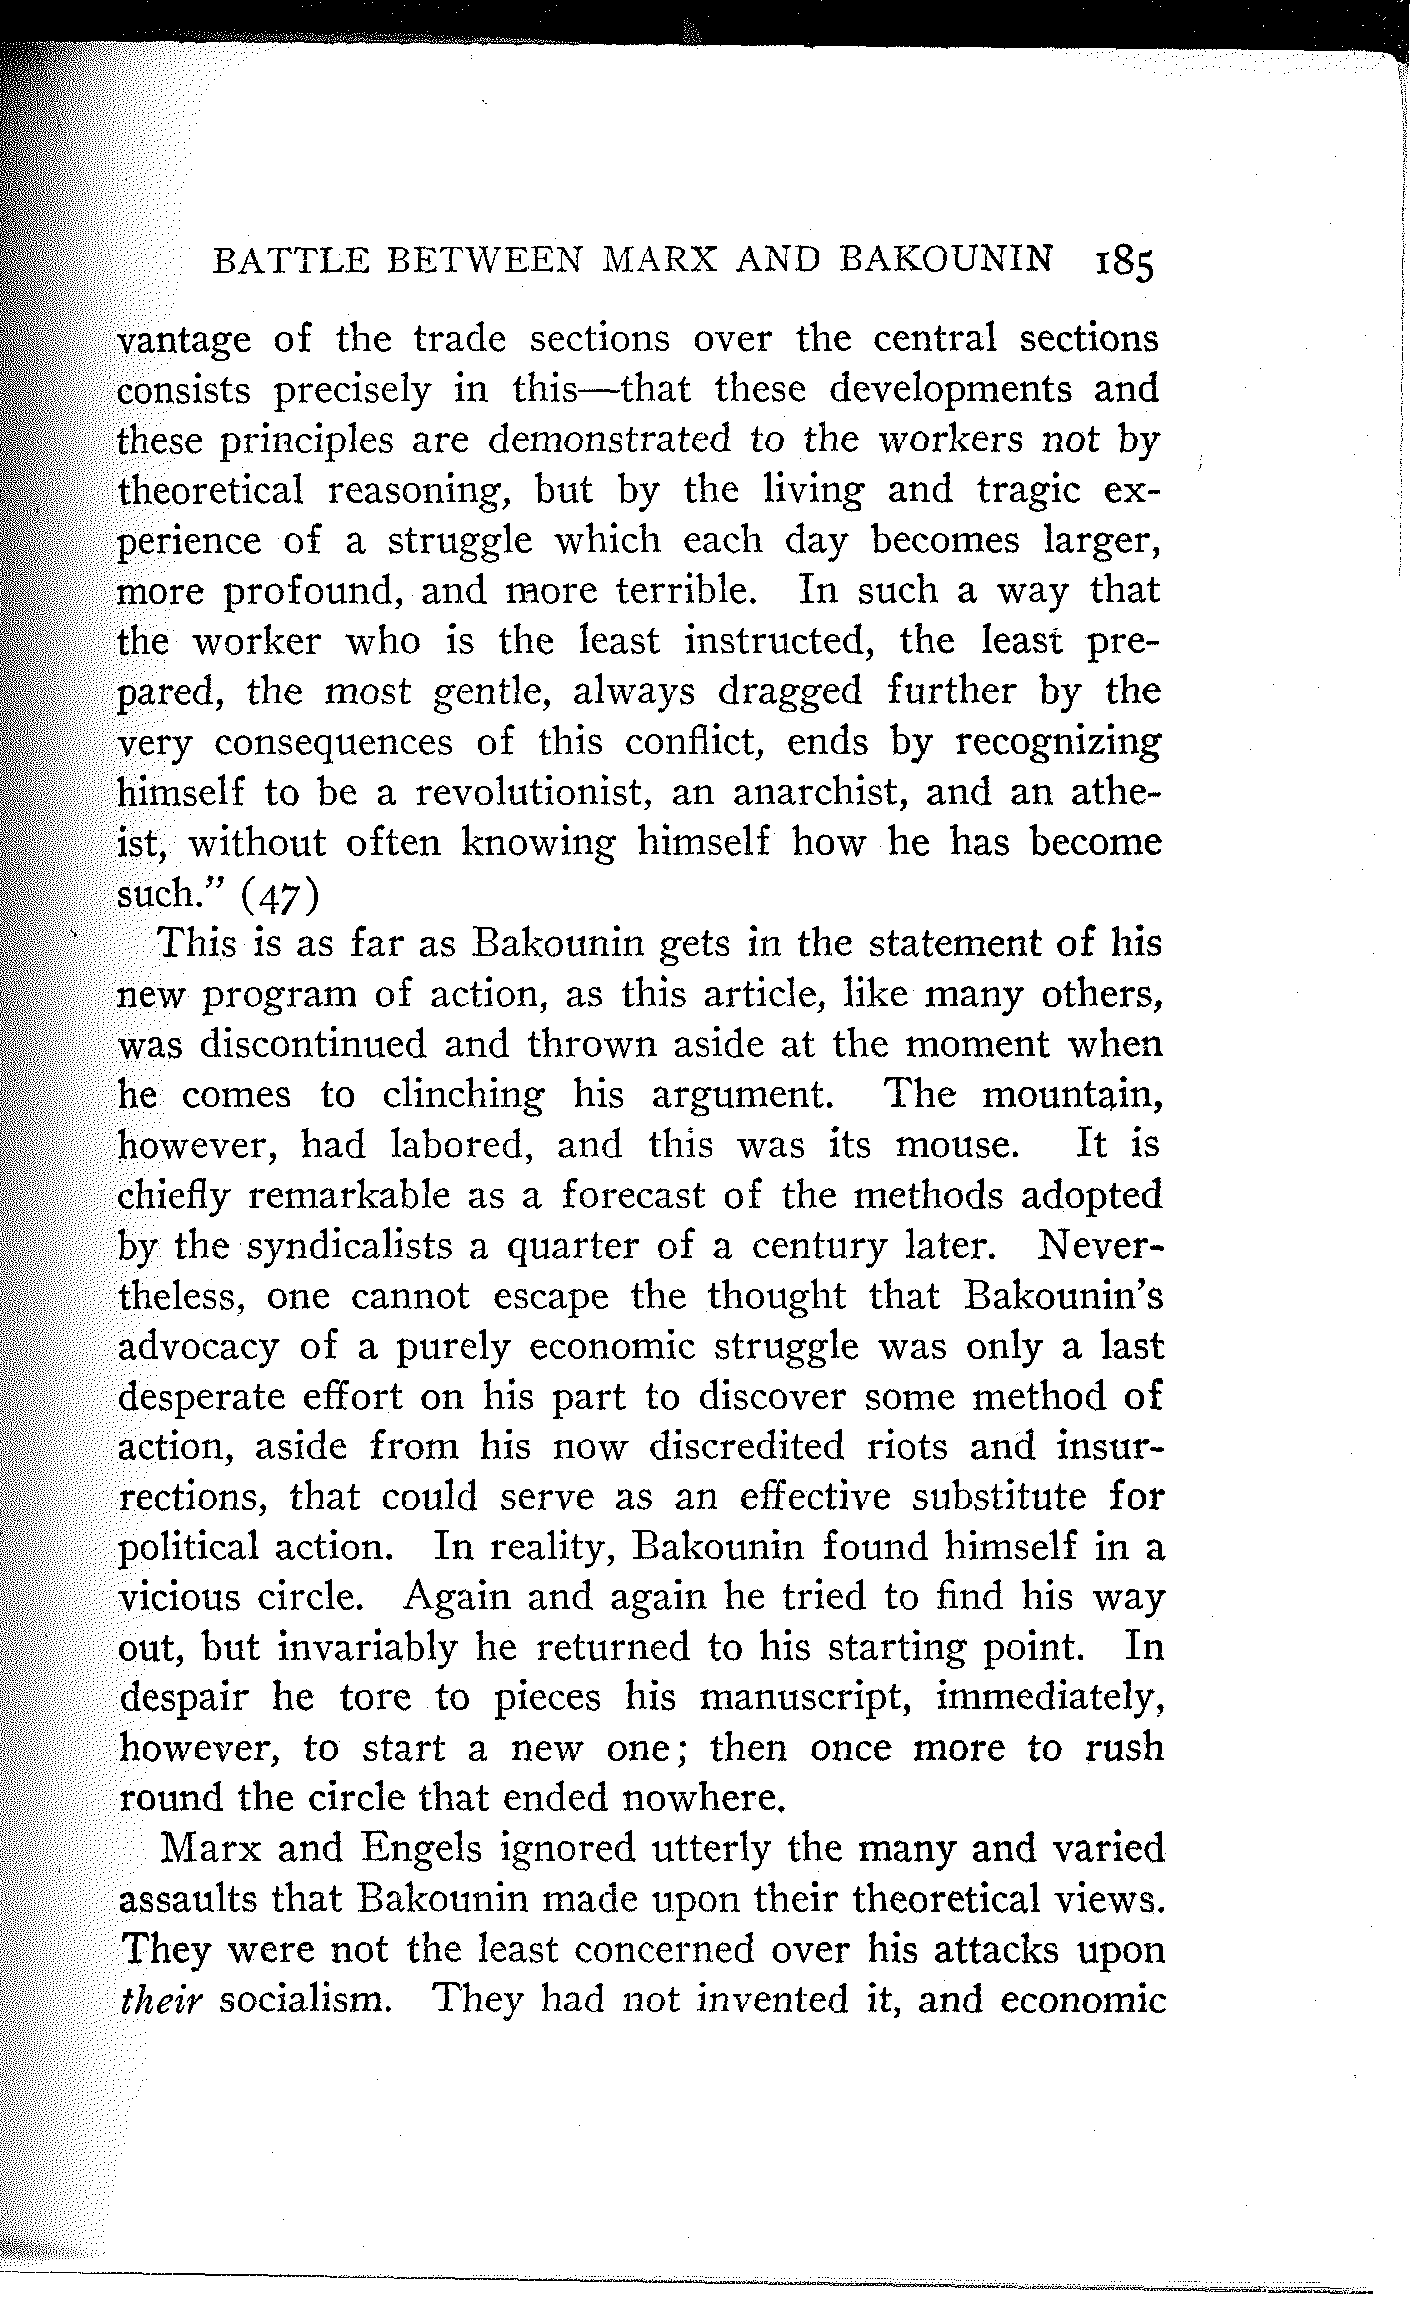 BATTLE BETWEEN MARX AND BAKOUNIN 185
vantage of the trade sections over the central sections
consists precisely in this—that these developments and
these principles are demonstrated to the workers not by
theoretical reasoning, but by the living and tragic ex-
perience of a struggle which each day becomes larger,
more profound, and more terrible. In such a way that
the worker who is the least instructed, the least pre-
pared, the most gentle, always dragged further by the
very consequences of this conflict, ends by recognizing
himself to be a revolutionist, an anarchist, and an athe-
ist, without often knowing himself how he has become
such.” (47)
This is as far as Bakounin gets in the statement of his
new program of action, as this article, like many others,
was discontinued and thrown aside at the moment when
he comes to clinching his argument. The mountain,
however, had labored, and this was its mouse. It is
chiefly remarkable as a forecast of the methods adopted
by the syndicalists a quarter of a century later. Never-
theless, one cannot escape the thought that Bakounin’s
advocacy of a purely economic struggle was only a last
desperate effort on his part to discover some method of
action, aside from his now discredited riots and insur-
rections, that could serve as an effective substitute for
political action. In reality, Bakounin found himself in a
vicious circle. Again and again he tried to find his way
out, but invariably he returned to his starting point. In
despair he tore to pieces his manuscript, immediately,
however, to start a new one; then once more to rush
round the circle that ended nowhere.
Marx and Engels ignored utterly the many and varied
assaults that Bakounin made upon their theoretical views.
They were not the least concerned over his attacks upon
their socialism. They had not invented it, and economic